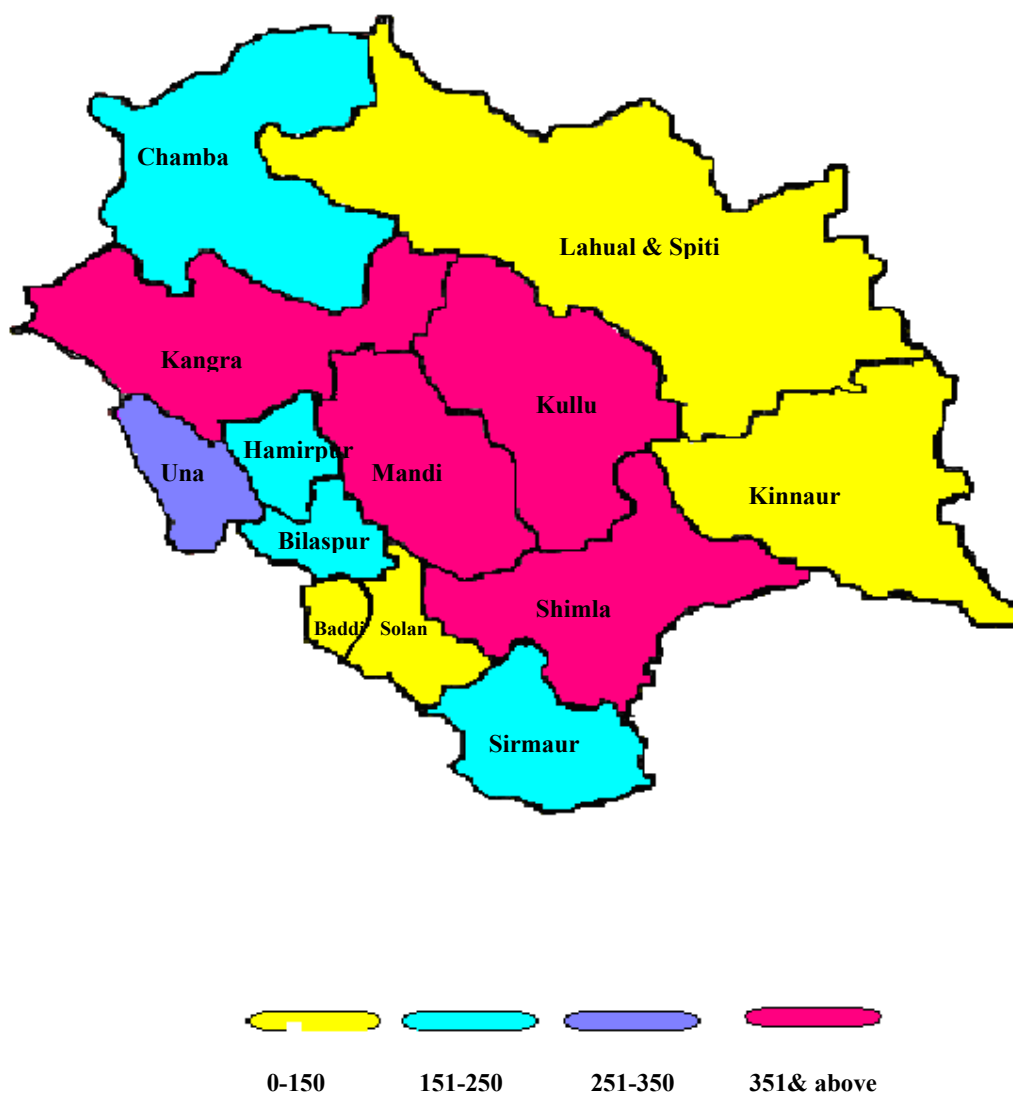 Chamba
Lahual & Spiti
Kangra
Kullu
Hamirpur
Una
Mandi
Kinnaur
Bilaspur
Shimla
Baddi
Solan
Sirmaur
0-150
151-250
251-350
351& above